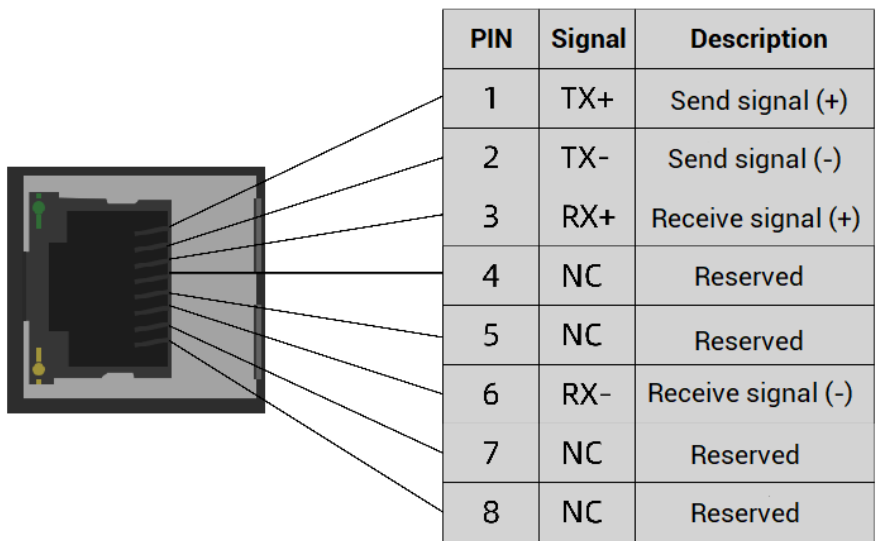 PIN Signal Description
1 TX+ Send signal (+)
2 TX- Send signal (-)
3 RX+ Receive signal (+)
4 NC Reserved
5 NC Reserved
6 RX- Receive signal (-)
7 NC Reserved
8 NC Reserved